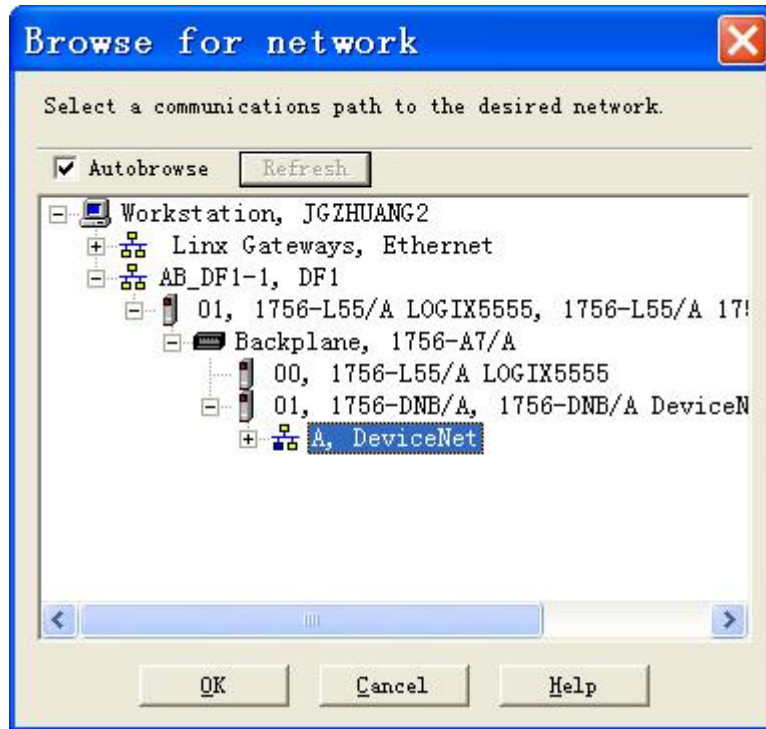 Browse for network
Select a communications path to the desired network.
Autobrowse Refresh
Workstation, JGZHUANG2
Linx Gateways, Ethernet
AB_DF1-1, DF1
01, 1756-L55/A LOGIX5555, 1756-L55/A 175
Backplane, 1756-A7/A
00, 1756-L55/A LOGIX5555
01, 1756-DNB/A, 1756-DNB/A DeviceN
A, DeviceNet
OK Cancel Help